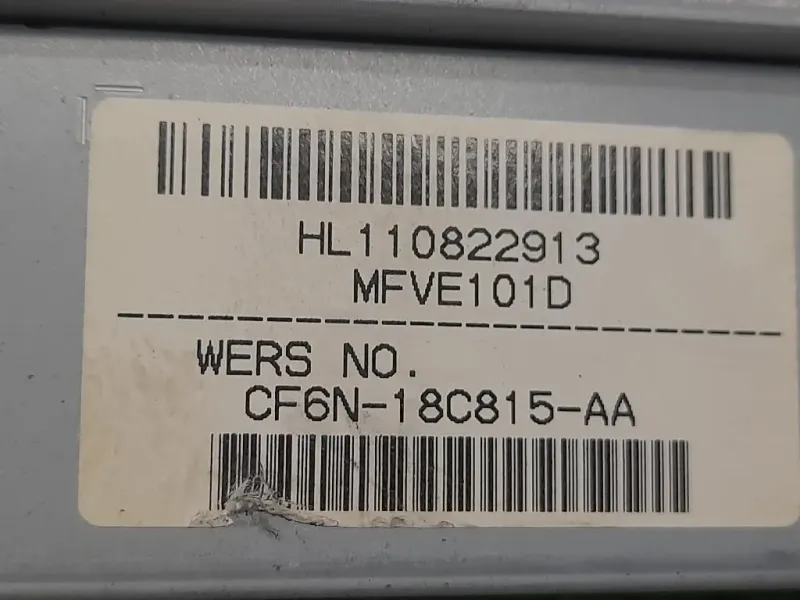 HL110822913
MFVE101D
WERS NO.
CF6N-18C815-AA